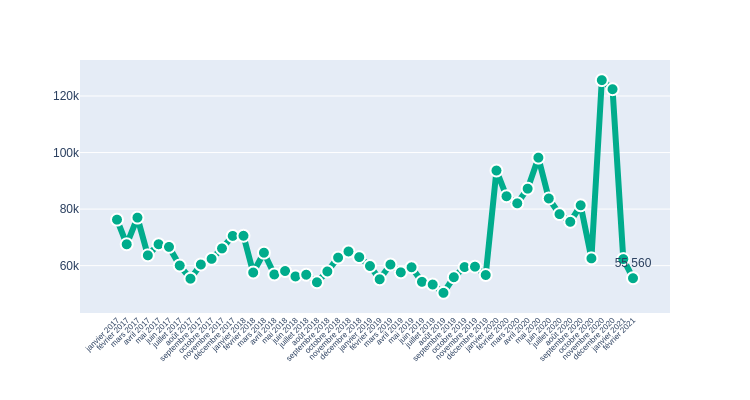 120k
100k
80k
60k
55,560
janvier 2017
février 2017
mars 2017
avril 2017
mai 2017
juin 2017
juillet 2017
août 2017
septembre 2017
octobre 2017
novembre 2017
décembre 2017
janvier 2018
février 2018
mars 2018
avril 2018
mai 2018
juin 2018
juillet 2018
août 2018
septembre 2018
octobre 2018
novembre 2018
décembre 2018
janvier 2019
février 2019
mars 2019
avril 2019
mai 2019
juin 2019
juillet 2019
août 2019
septembre 2019
octobre 2019
novembre 2019
décembre 2019
janvier 2020
février 2020
mars 2020
avril 2020
mai 2020
juin 2020
juillet 2020
août 2020
septembre 2020
octobre 2020
novembre 2020
décembre 2020
janvier 2021
février 2021